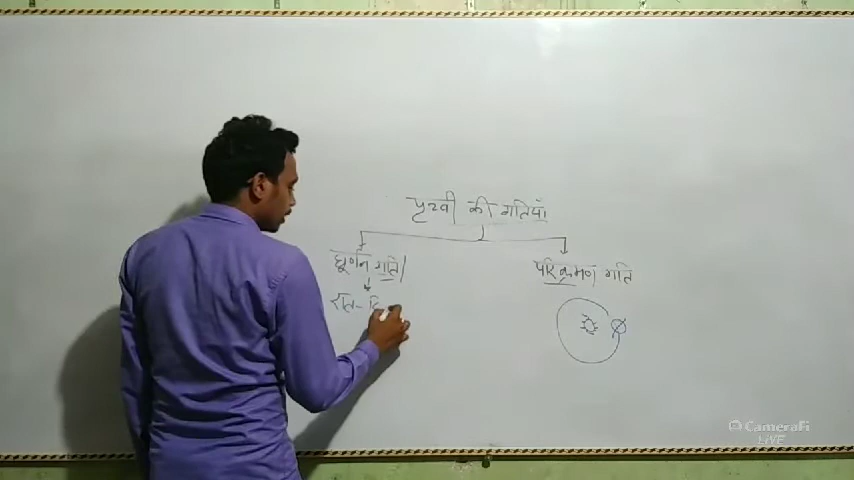 पृथ्वी की गतियां
घूर्णन गति/
परिक्रमण गति
रात- दि
CameraFi
LiVE